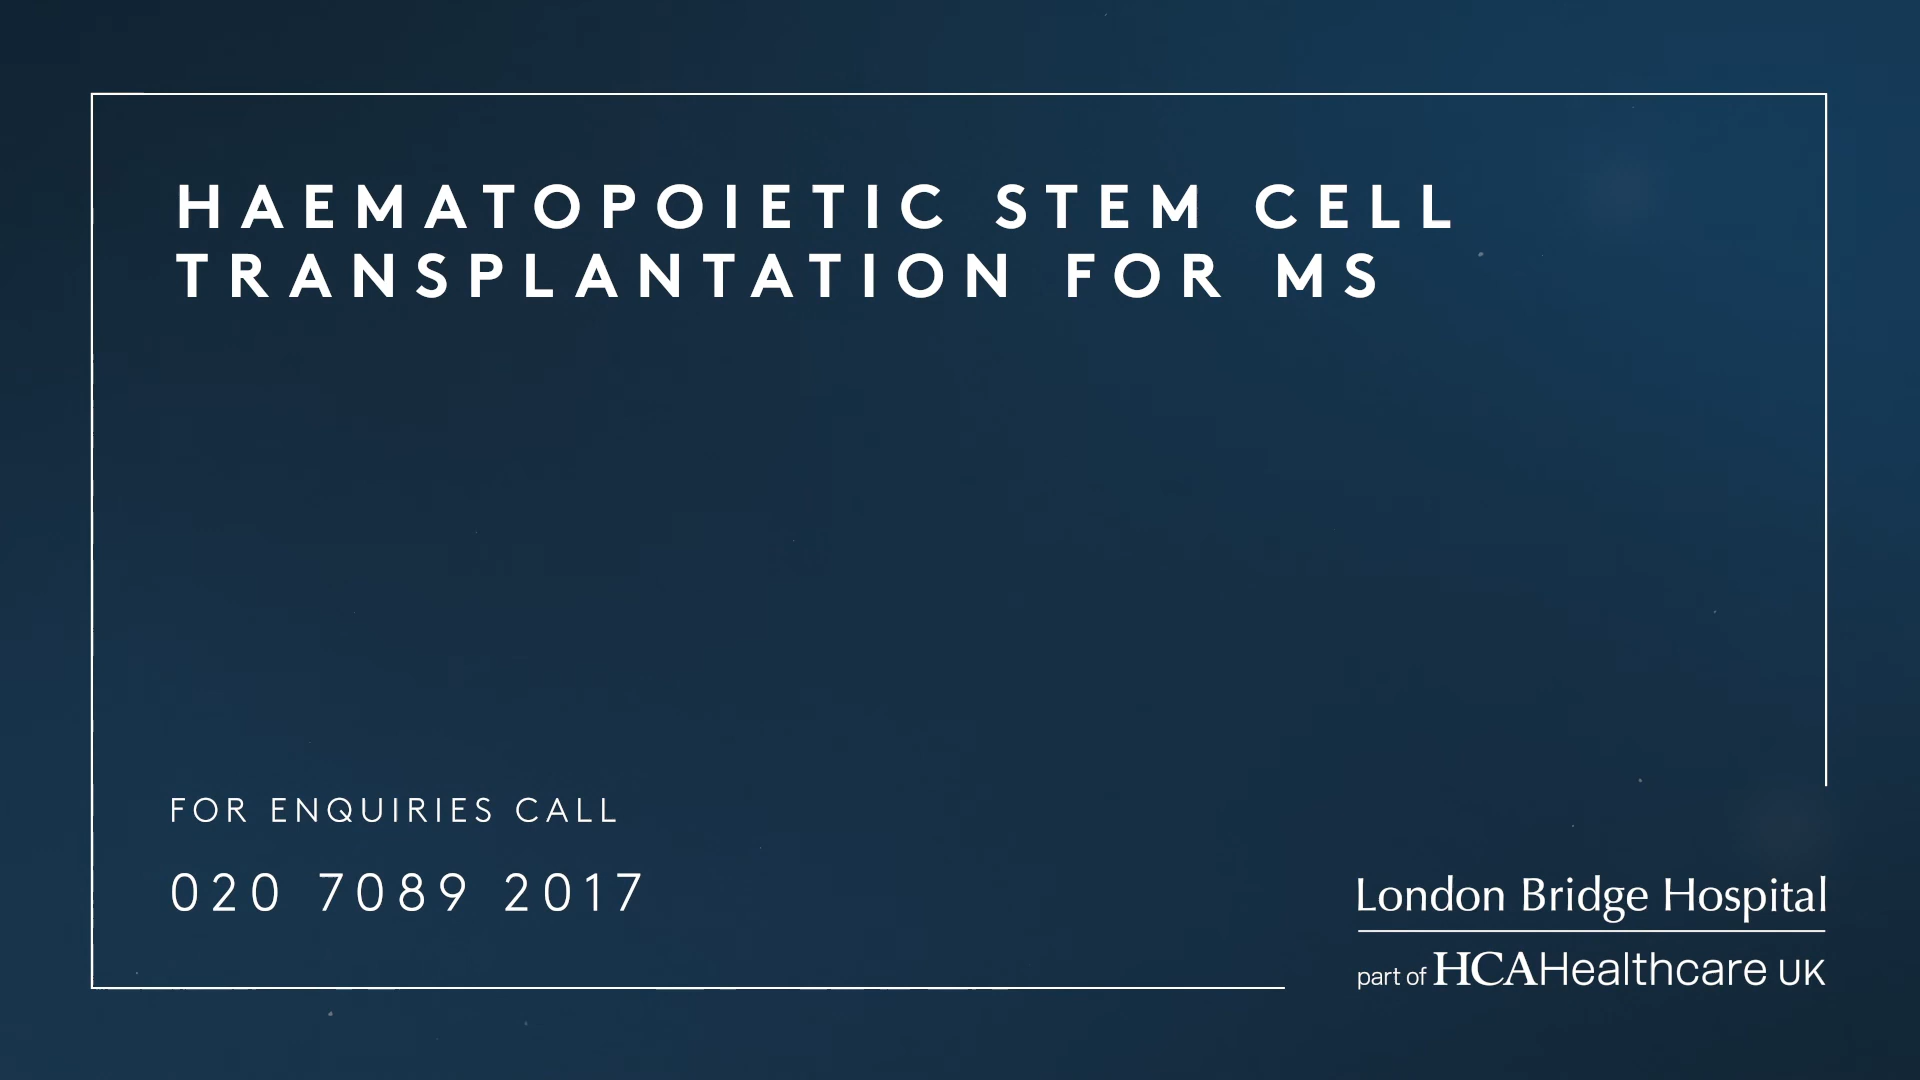 HAEMATOPOIETIC STEM CELL
TRANSPLANTATION FOR MS
FOR ENQUIRIES CALL
020 7089 2017
London Bridge Hospital
part of HCAHealthcare UK